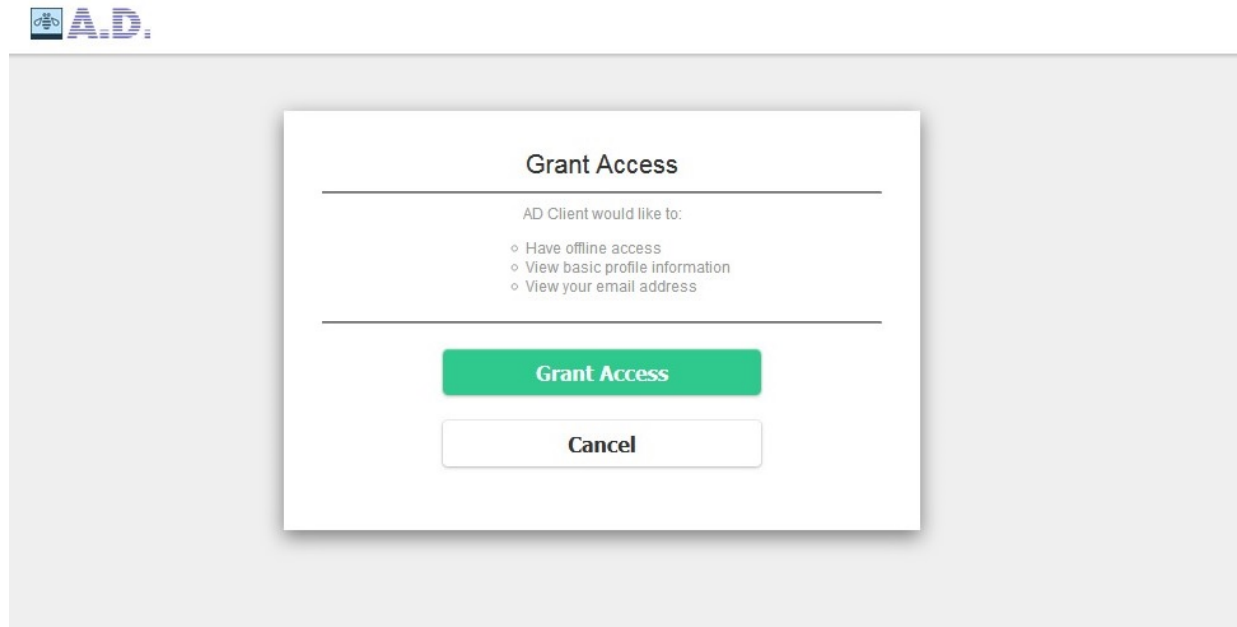 A.D.
Grant Access
AD Client would like to:
Have offline access
View basic profile information
View your email address
Grant Access
Cancel